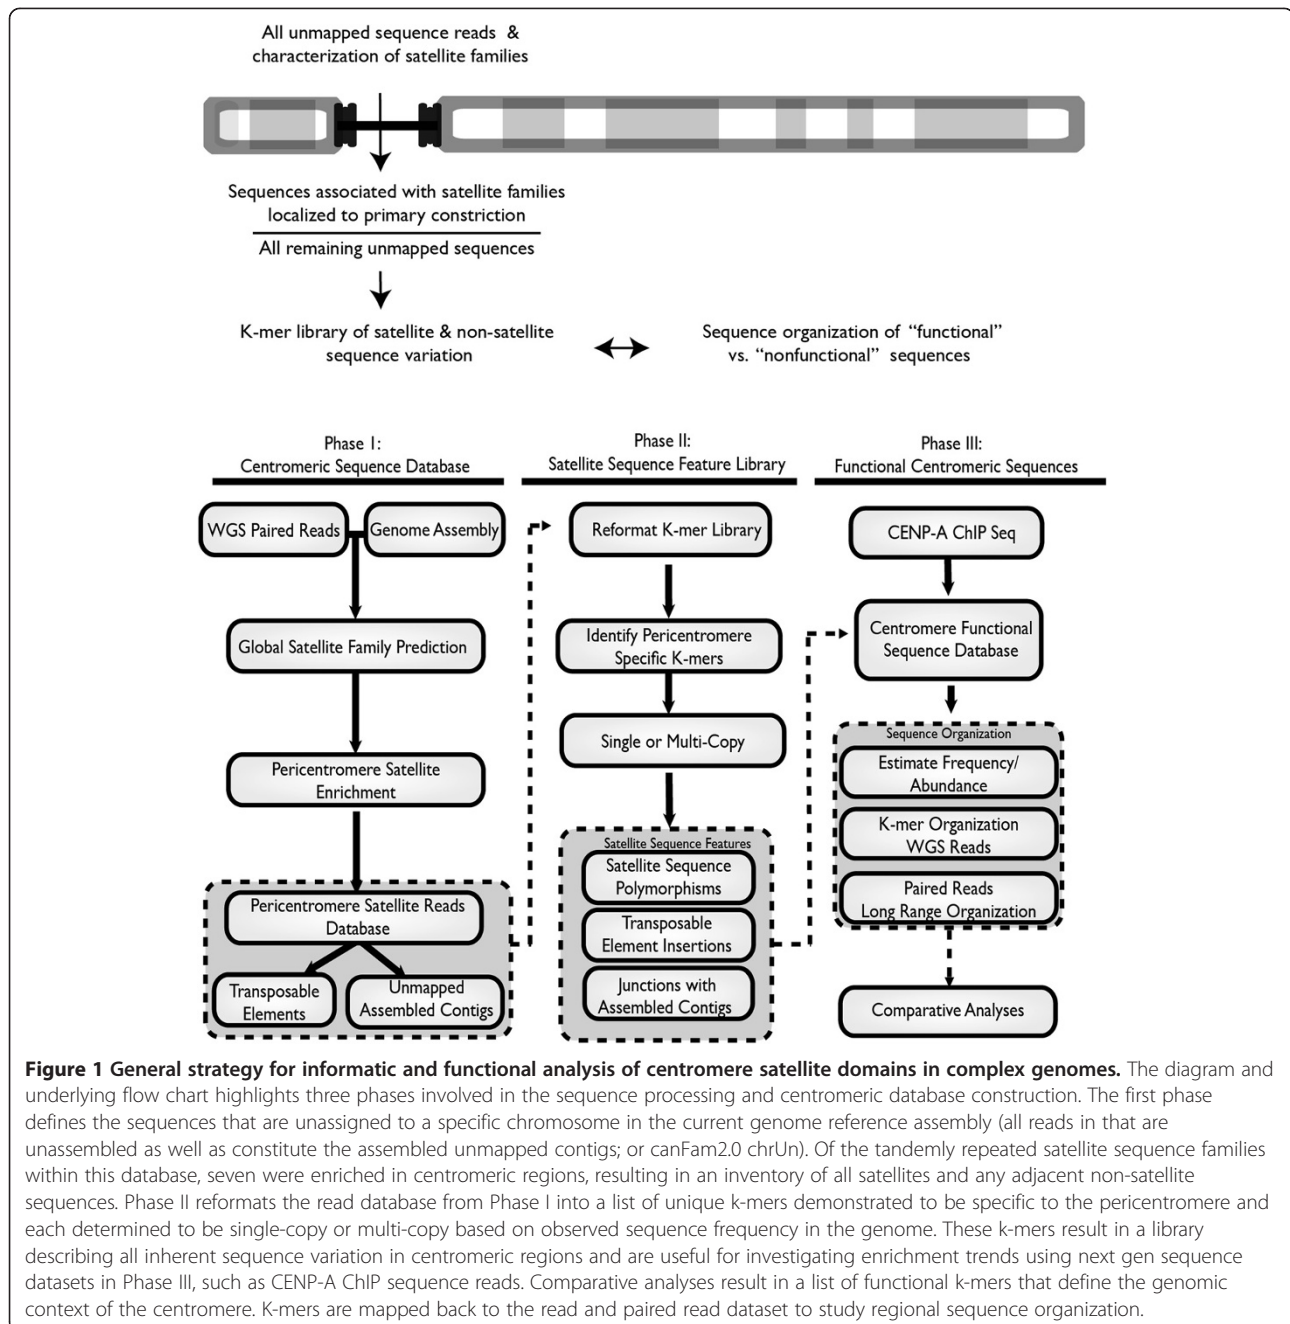 All unmapped sequence reads &
characterization of satellite families
Sequences associated with satellite families
localized to primary constriction
All remaining unmapped sequences
K-mer library of satellite & non-satellite
sequence variation
Sequence organization of “functional”
vs. “nonfunctional” sequences
Phase I:
Centromeric Sequence Database
WGS Paired Reads
Genome Assembly
Global Satellite Family Prediction
Pericentromere Satellite
Enrichment
Pericentromere Satellite Reads
Database
Transposable
Elements
Unmapped
Assembled Contigs
Phase II:
Satellite Sequence Feature Library
Reformat K-mer Library
Identify Pericentromere
Specific K-mers
Single or Multi-Copy
Satellite Sequence Features
Satellite Sequence
Polymorphisms
Transposable
Element Insertions
Junctions with
Assembled Contigs
Phase III:
Functional Centromeric Sequences
CENP-A ChIP Seq
Centromere Functional
Sequence Database
Sequence Organization
Estimate Frequency/
Abundance
K-mer Organization
WGS Reads
Paired Reads
Long Range Organization
Comparative Analyses
Figure 1 General strategy for informatic and functional analysis of centromere satellite domains in complex genomes. The diagram and
underlying flow chart highlights three phases involved in the sequence processing and centromeric database construction. The first phase
defines the sequences that are unassigned to a specific chromosome in the current genome reference assembly (all reads in that are
unassembled as well as constitute the assembled unmapped contigs; or canFam2.0 chrUn). Of the tandemly repeated satellite sequence families
within this database, seven were enriched in centromeric regions, resulting in an inventory of all satellites and any adjacent non-satellite
sequences. Phase II reformats the read database from Phase I into a list of unique k-mers demonstrated to be specific to the pericentromere and
each determined to be single-copy or multi-copy based on observed sequence frequency in the genome. These k-mers result in a library
describing all inherent sequence variation in centromeric regions and are useful for investigating enrichment trends using next gen sequence
datasets in Phase III, such as CENP-A ChIP sequence reads. Comparative analyses result in a list of functional k-mers that define the genomic
context of the centromere. K-mers are mapped back to the read and paired read dataset to study regional sequence organization.